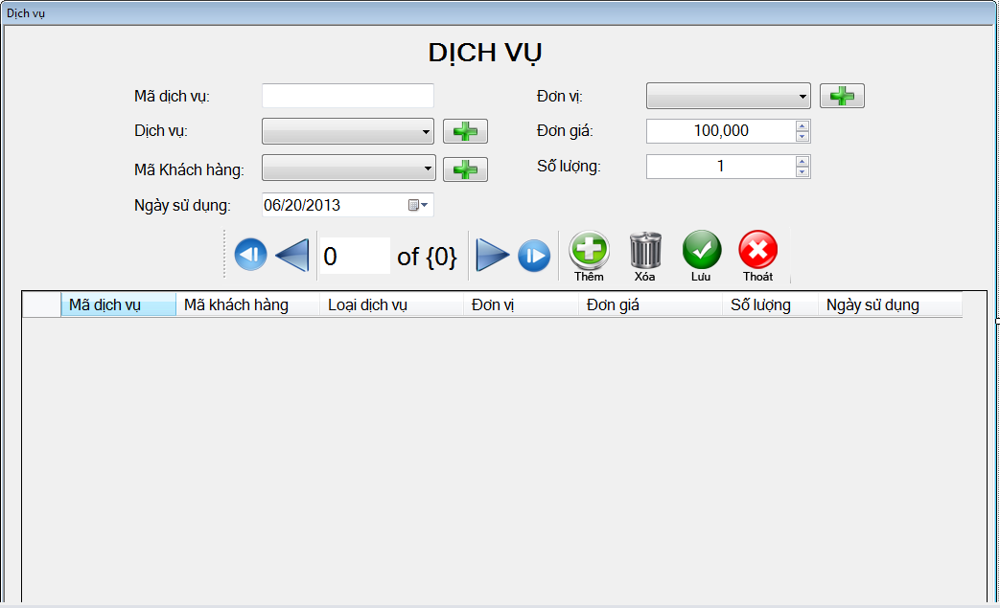 Dịch vụ
DỊCH VỤ
Mã dịch vụ:
Đơn vị:
Dịch vụ:
Đơn giá: 100,000
Mã Khách hàng:
Số lượng: 1
Ngày sử dụng: 06/20/2013
0 of {0}
Thêm Xóa Lưu Thoát
Mã dịch vụ Mã khách hàng Loại dịch vụ Đơn vị Đơn giá Số lượng Ngày sử dụng